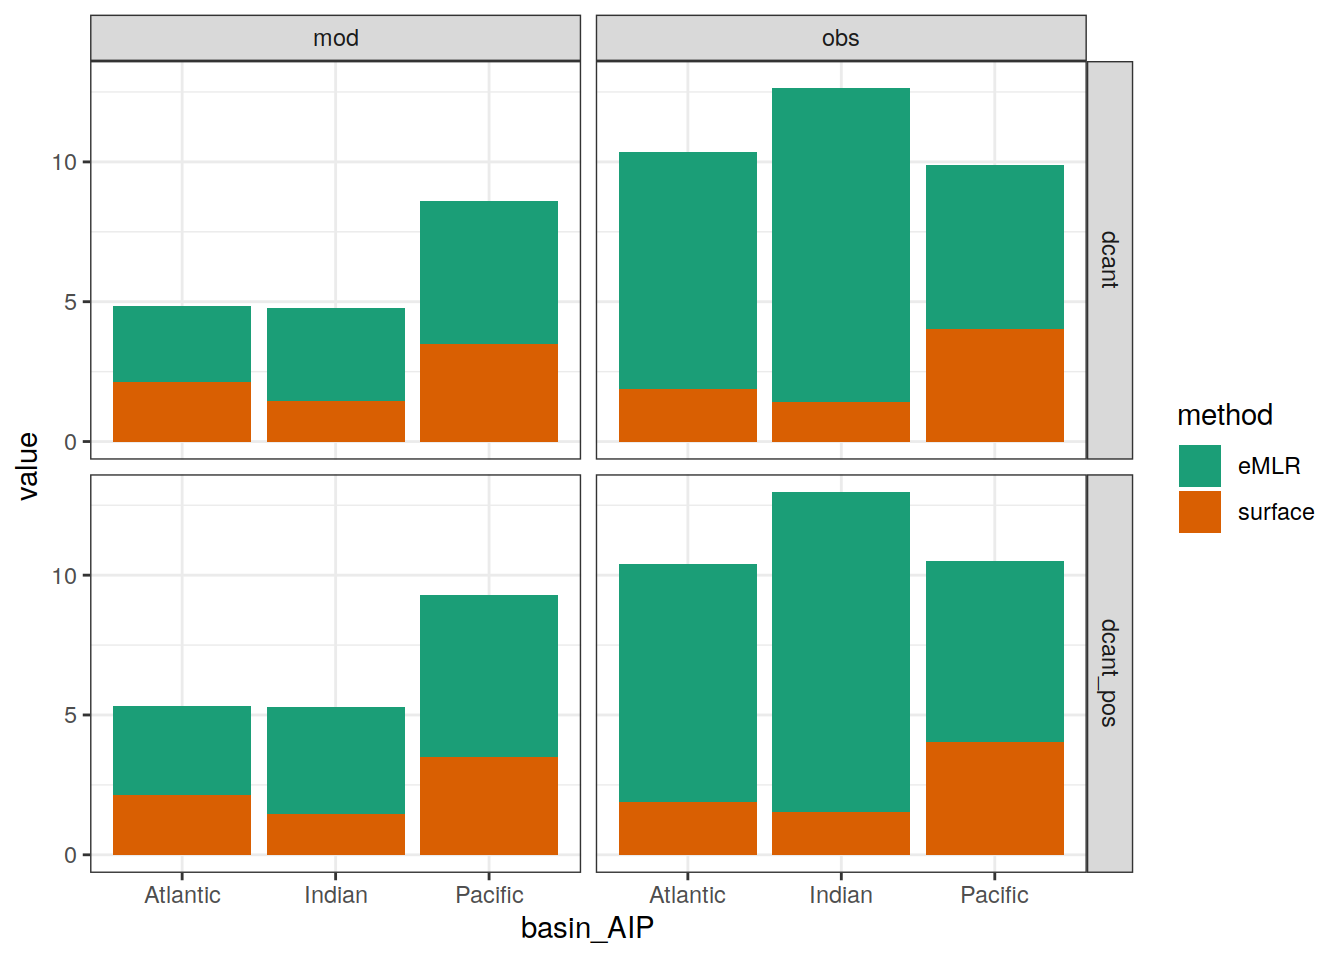 mod
obs
10
5
0
dcant
value
10
5
0
dcant_pos
Atlantic
Indian
Pacific
Atlantic
Indian
Pacific
basin_AIP
method
eMLR
surface